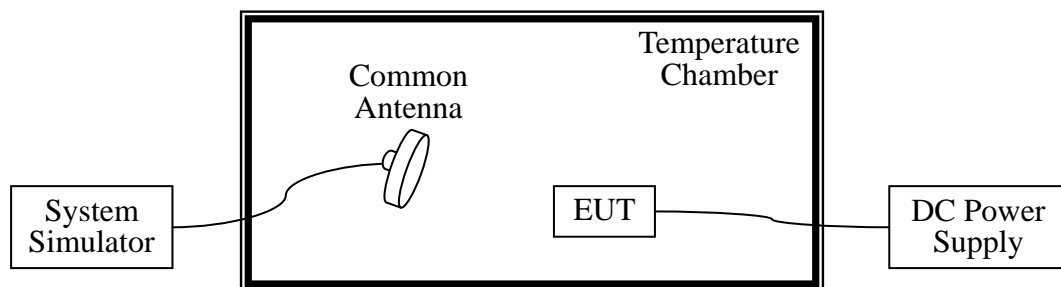 Temperature
Chamber
Common
Antenna
System
Simulator
EUT
DC Power
Supply